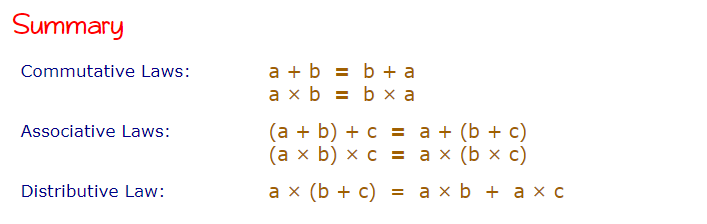 Summary
Commutative Laws: a + b = b + a
a × b = b × a
Associative Laws: (a + b) + c = a + (b + c)
(a × b) × c = a × (b × c)
Distributive Law: a × (b + c) = a × b + a × c